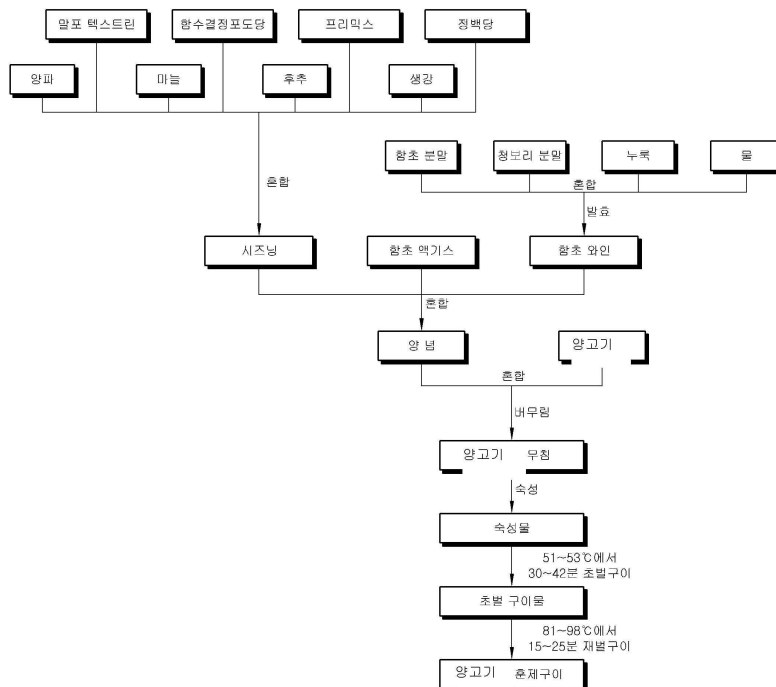 말포 텍스트린
함수결정포도당
프리믹스
정백당
양파
마늘
후추
생강
함초 분말
청보리 분말
누룩
물
혼합
혼합
발효
시즈닝
함초 액기스
함초 와인
혼합
양 념
양고기
혼합
버무림
양고기 무침
숙성
숙성물
51~53℃에서
30~42분 초벌구이
초벌 구이물
81~98℃에서
15~25분 재벌구이
양고기 훈제구이